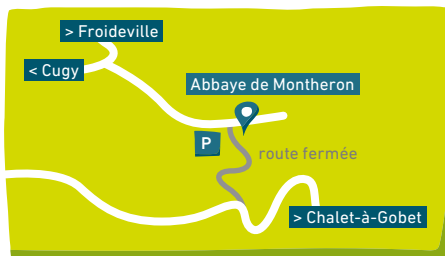 > Froideville
< Cugy
Abbaye de Montheron
P
route fermée
> Chalet-à-Gobet